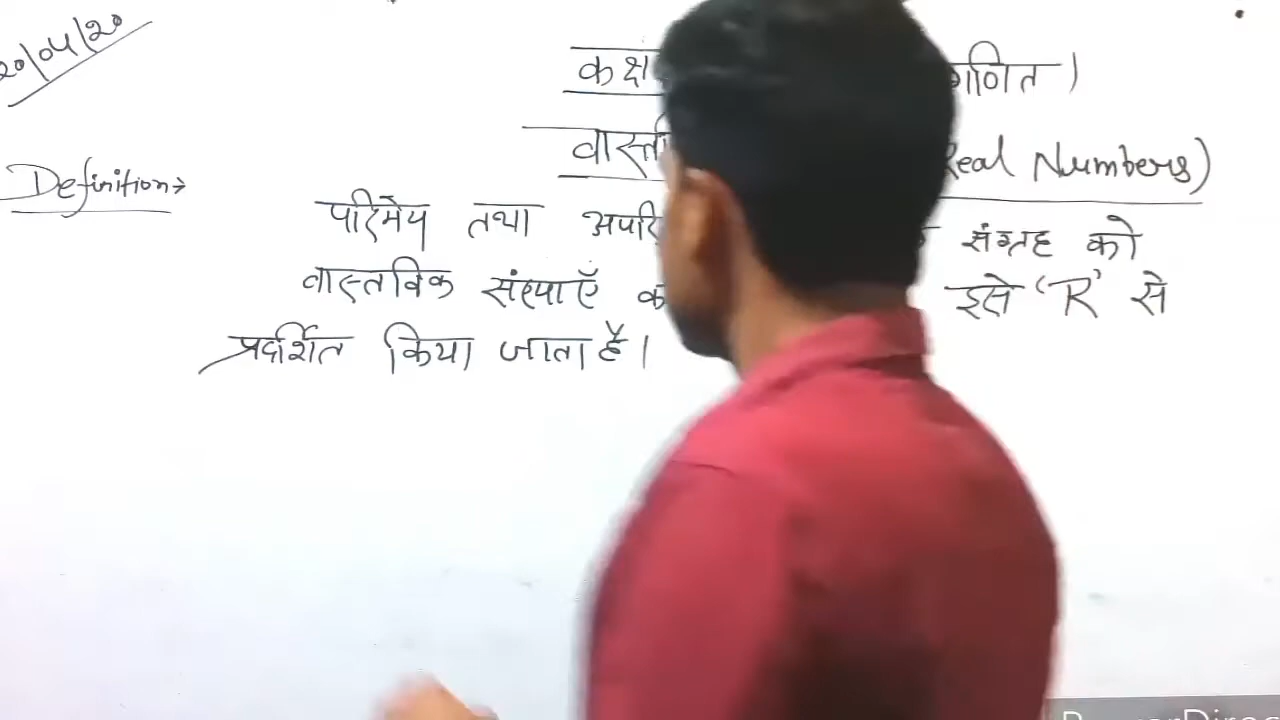 20/04/20
कक्ष गणित)
वास्त Real Numbers)
Definition→
परिमेय तथा अपरि संग्रह को
वास्तविक संख्याएँ क इसे 'R' से
प्रदर्शित किया जाता है।